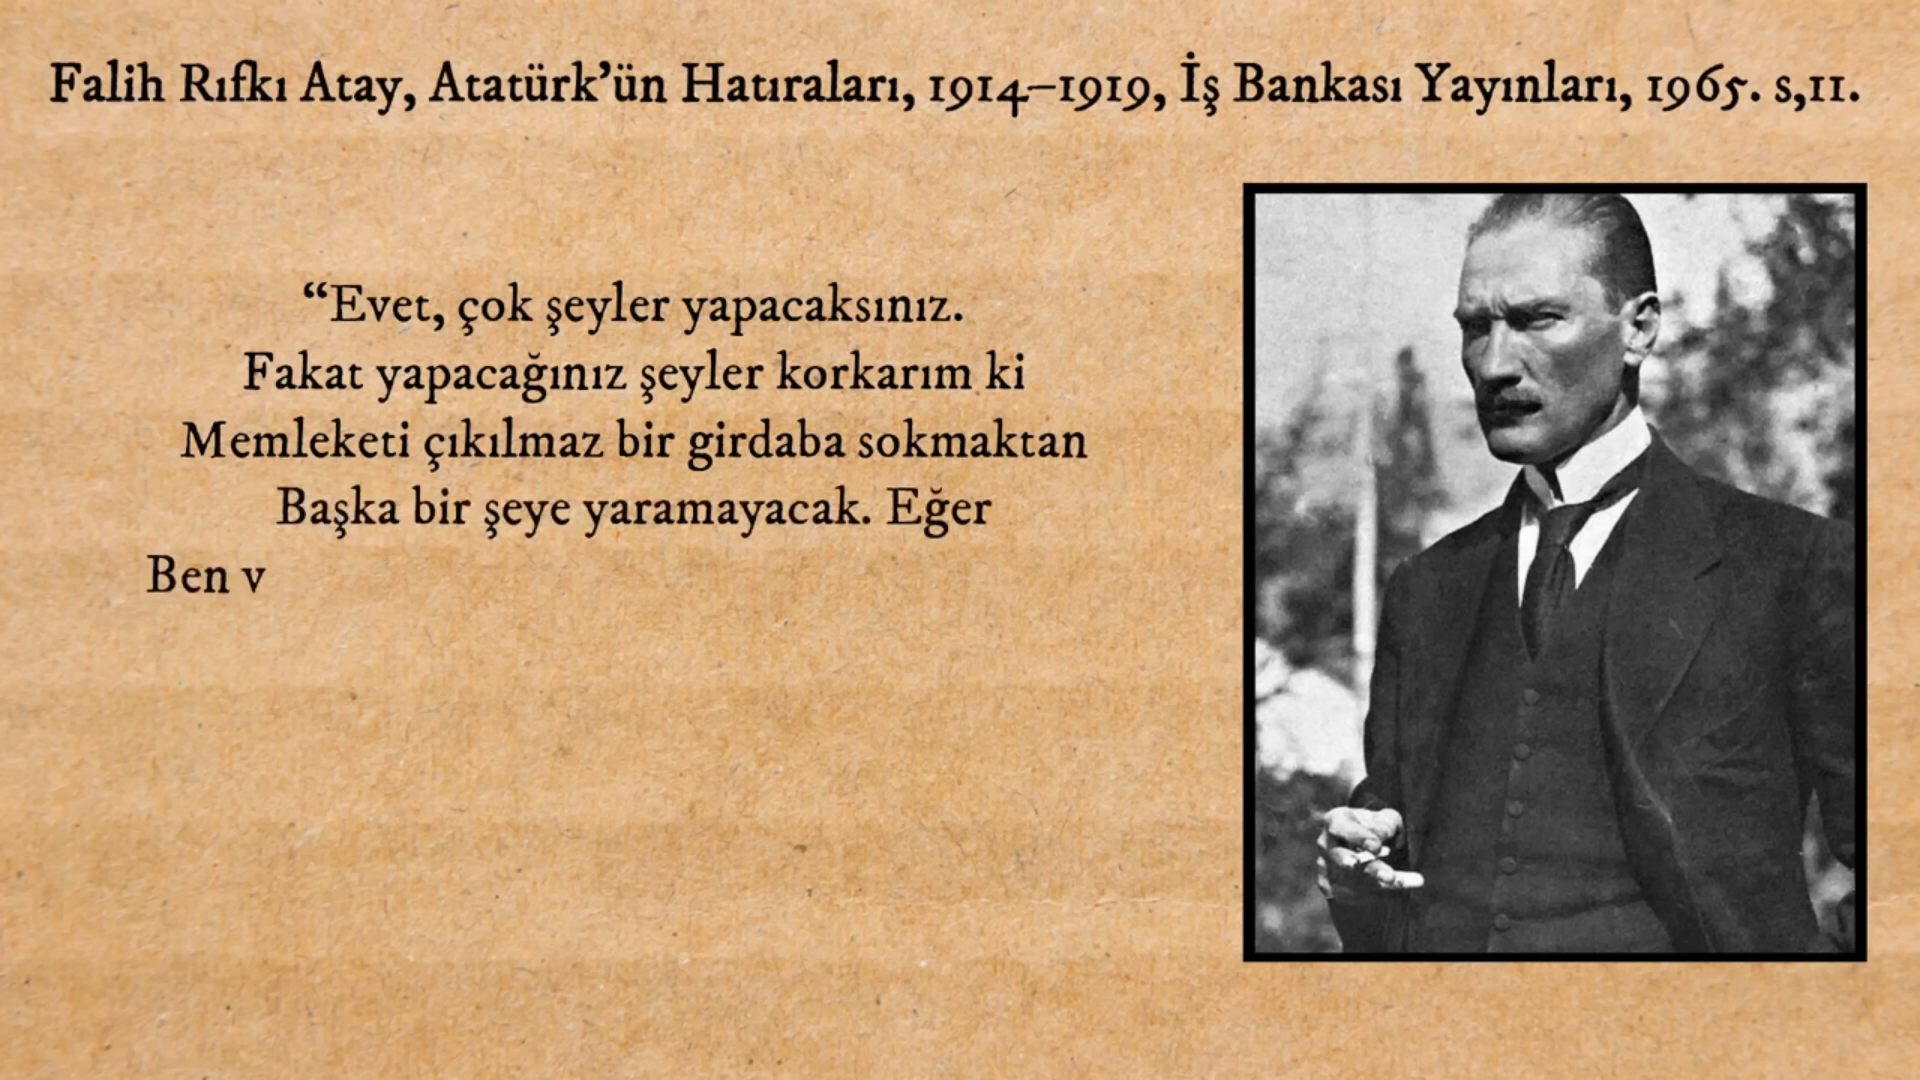 Falih Rıfkı Atay, Atatürk’ün Hatıraları, 1914–1919, İş Bankası Yayınları, 1965. s,11.
“Evet, çok şeyler yapacaksınız.
Fakat yapacağınız şeyler korkarım ki
Memleketi çıkılmaz bir girdaba sokmaktan
Başka bir şeye yaramayacak. Eğer
Ben v